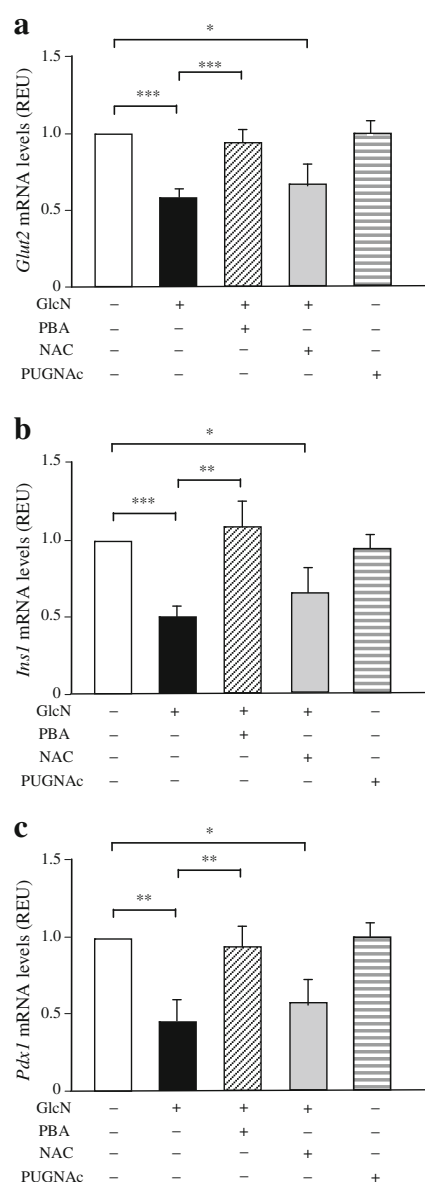 a
*
***
***
1.5
1.0
0.5
0
Glut2 mRNA levels (REU)
GlcN – + + + –
PBA – – + – –
NAC – – – + –
PUGNAc – – – – +
b
*
**
***
1.5
1.0
0.5
0
Ins1 mRNA levels (REU)
GlcN – + + + –
PBA – – + – –
NAC – – – + –
PUGNAc – – – – +
c
*
**
**
1.5
1.0
0.5
0
Pdx1 mRNA levels (REU)
GlcN – + + + –
PBA – – + – –
NAC – – – + –
PUGNAc – – – – +